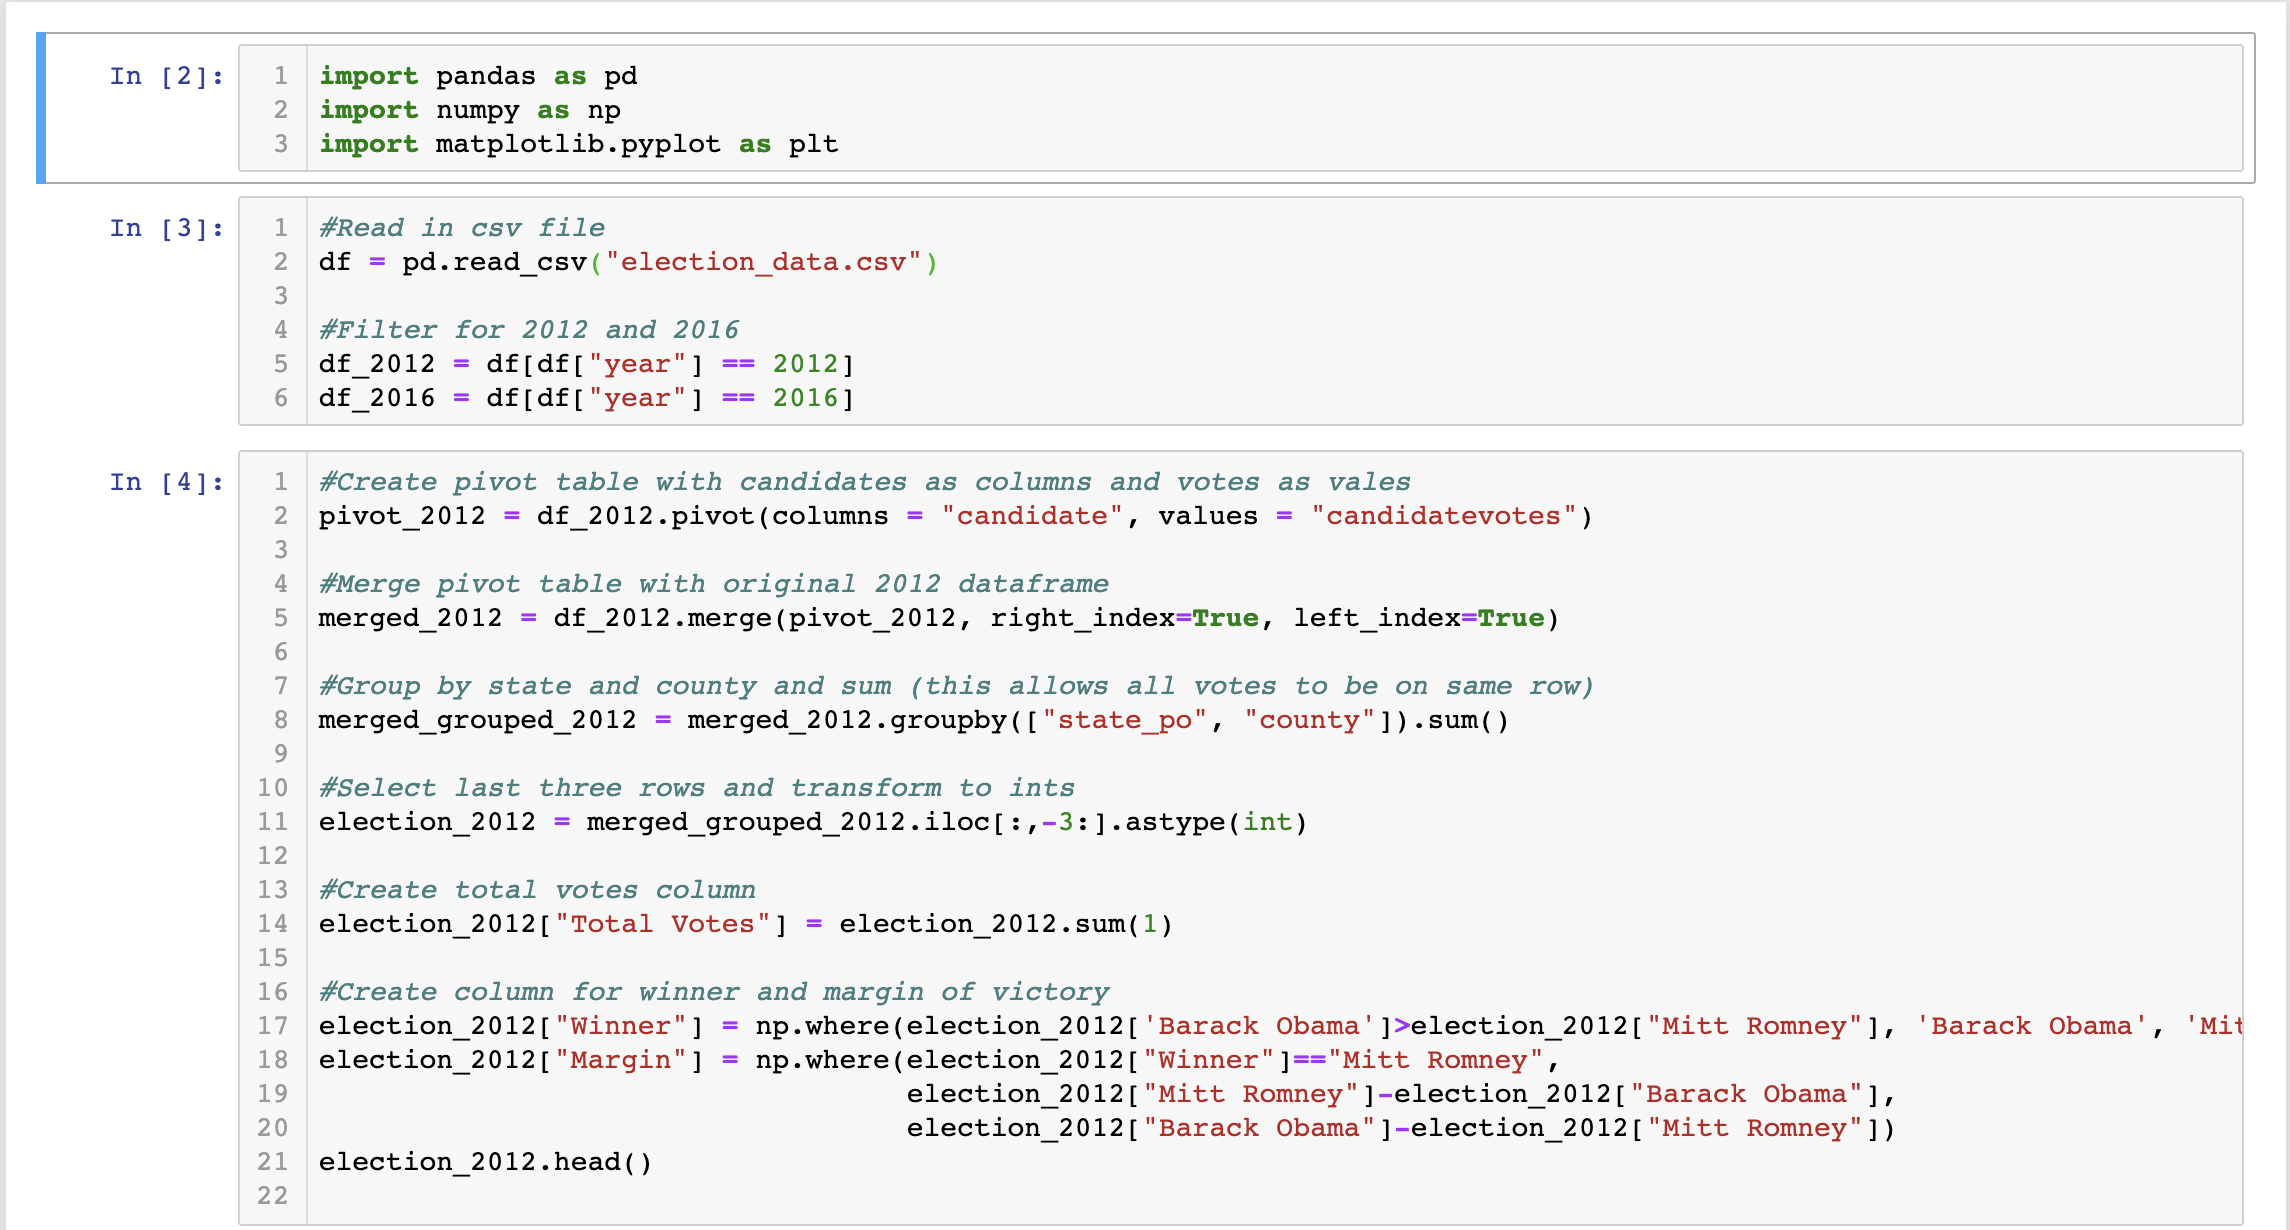 In [2]:
1 import pandas as pd
2 import numpy as np
3 import matplotlib.pyplot as plt
In [3]:
1 #Read in csv file
2 df = pd.read_csv("election_data.csv")
3
4 #Filter for 2012 and 2016
5 df_2012 = df[df["year"] == 2012]
6 df_2016 = df[df["year"] == 2016]
In [4]:
1 #Create pivot table with candidates as columns and votes as vales
2 pivot_2012 = df_2012.pivot(columns = "candidate", values = "candidatevotes")
3
4 #Merge pivot table with original 2012 dataframe
5 merged_2012 = df_2012.merge(pivot_2012, right_index=True, left_index=True)
6
7 #Group by state and county and sum (this allows all votes to be on same row)
8 merged_grouped_2012 = merged_2012.groupby(["state_po", "county"]).sum()
9
10 #Select last three rows and transform to ints
11 election_2012 = merged_grouped_2012.iloc[:,-3:].astype(int)
12
13 #Create total votes column
14 election_2012["Total Votes"] = election_2012.sum(1)
15
16 #Create column for winner and margin of victory
17 election_2012["Winner"] = np.where(election_2012['Barack Obama']>election_2012["Mitt Romney"], 'Barack Obama', 'Mit
18 election_2012["Margin"] = np.where(election_2012["Winner"]=="Mitt Romney",
19 election_2012["Mitt Romney"]-election_2012["Barack Obama"],
20 election_2012["Barack Obama"]-election_2012["Mitt Romney"])
21 election_2012.head()
22